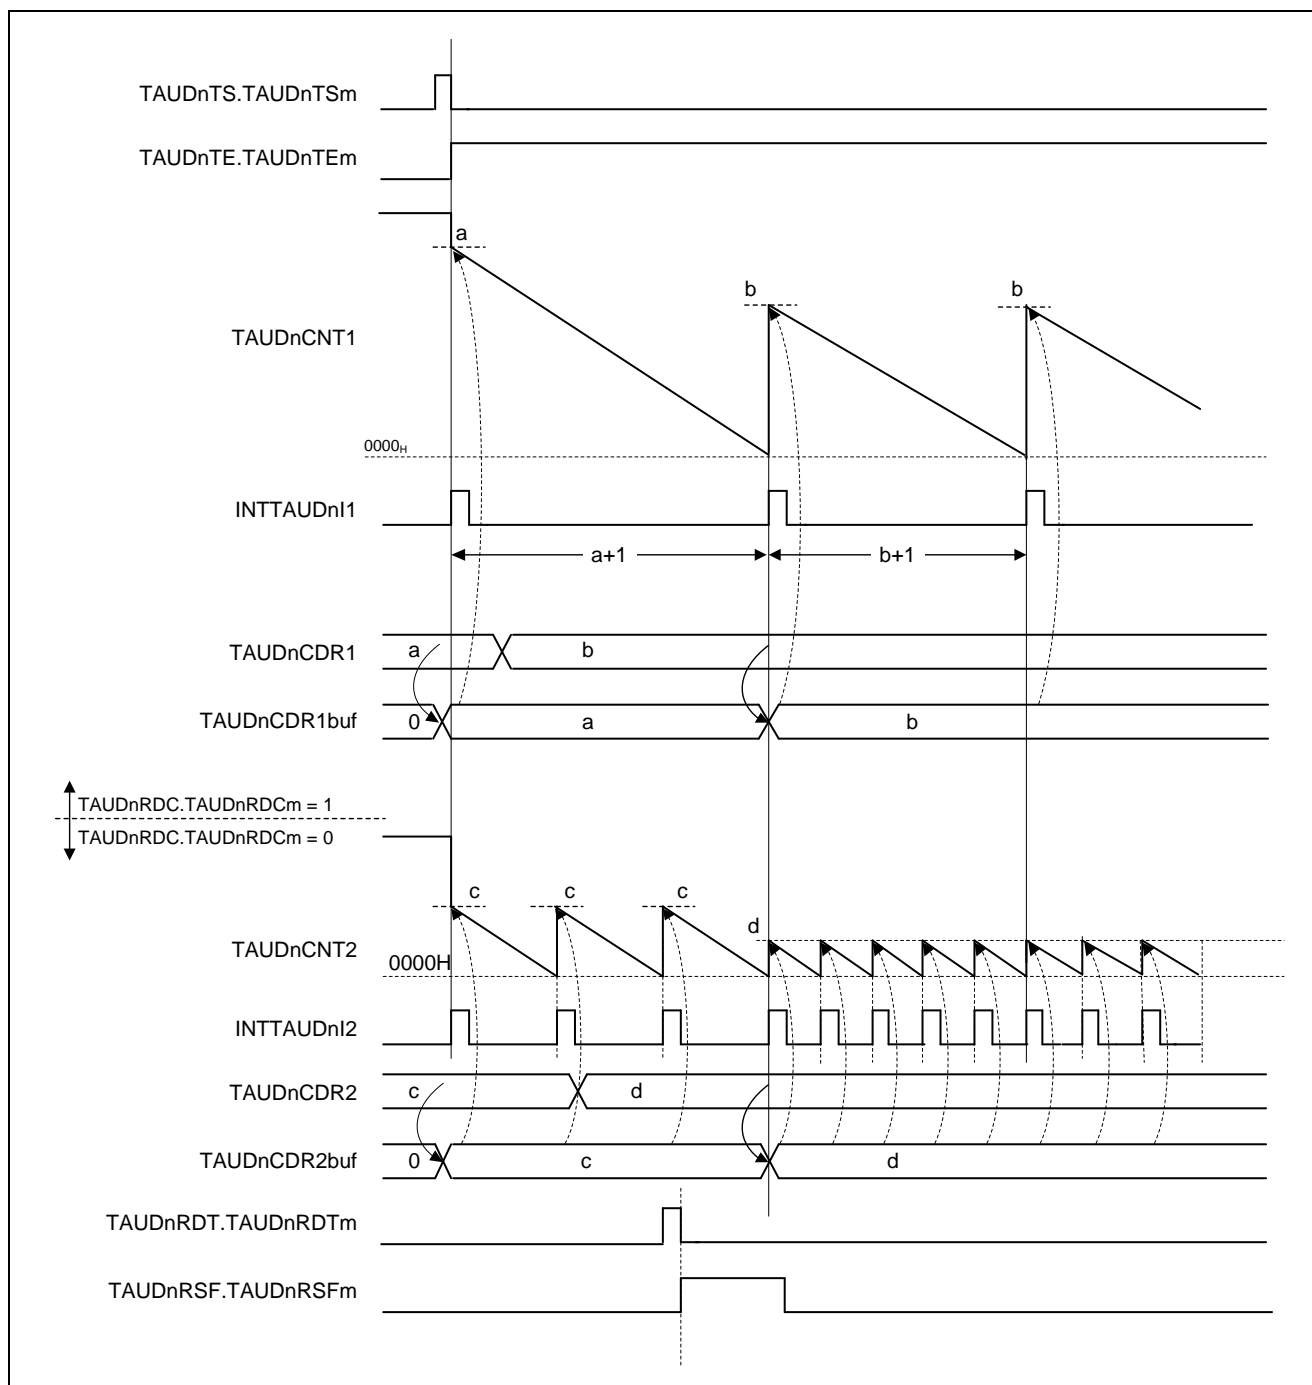 TAUDnTS.TAUDnTSm
TAUDnTE.TAUDnTEm
a
b
b
TAUDnCNT1
0000H
INTTAUDnI1
a+1
b+1
TAUDnCDR1
a
b
TAUDnCDR1buf
0
a
b
TAUDnRDC.TAUDnRDCm = 1
TAUDnRDC.TAUDnRDCm = 0
c
c
c
d
TAUDnCNT2
0000H
INTTAUDnI2
TAUDnCDR2
c
d
TAUDnCDR2buf
0
c
d
TAUDnRDT.TAUDnRDTm
TAUDnRSF.TAUDnRSFm